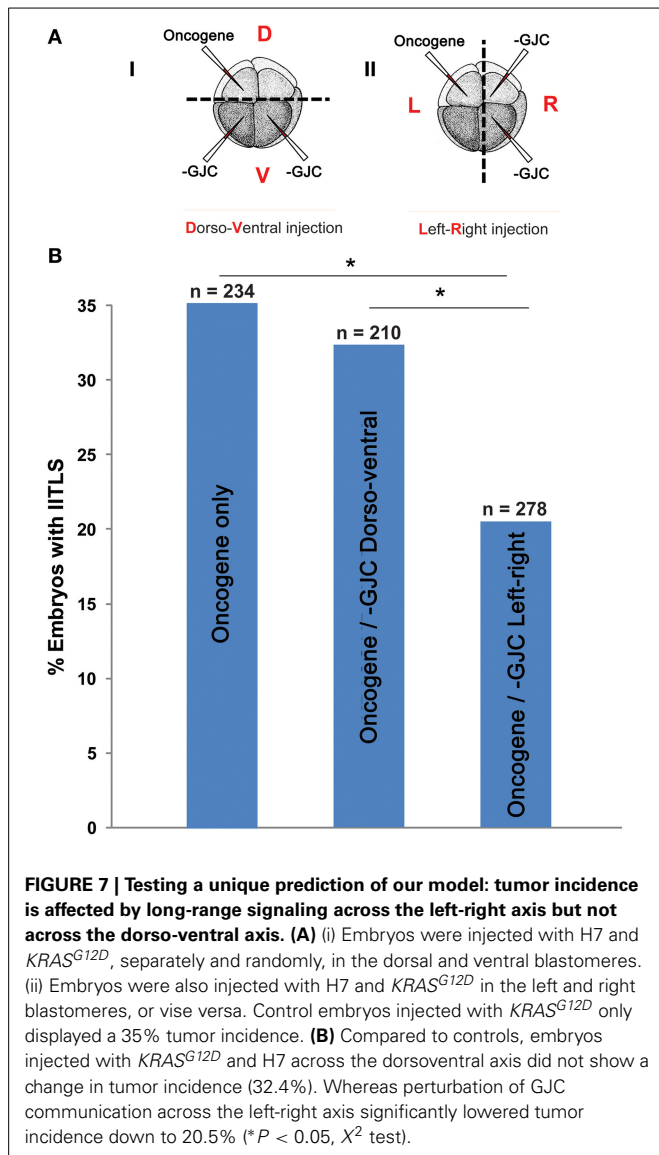 A
Oncogene
D
I
-GJC
V
-GJC
Dorso-Ventral injection
Oncogene
-GJC
II
L
R
-GJC
Left-Right injection
B
*
*
n = 234
n = 210
n = 278
35
30
25
20
15
10
5
0
% Embryos with IITLS
Oncogene only
Oncogene / -GJC Dorso-ventral
Oncogene / -GJC Left-right
FIGURE 7 | Testing a unique prediction of our model: tumor incidence
is affected by long-range signaling across the left-right axis but not
across the dorso-ventral axis. (A) (i) Embryos were injected with H7 and
KRASᴳ¹²ᴰ, separately and randomly, in the dorsal and ventral blastomeres.
(ii) Embryos were also injected with H7 and KRASᴳ¹²ᴰ in the left and right
blastomeres, or vise versa. Control embryos injected with KRASᴳ¹²ᴰ only
displayed a 35% tumor incidence. (B) Compared to controls, embryos
injected with KRASᴳ¹²ᴰ and H7 across the dorsoventral axis did not show a
change in tumor incidence (32.4%). Whereas perturbation of GJC
communication across the left-right axis significantly lowered tumor
incidence down to 20.5% (*P < 0.05, X² test).